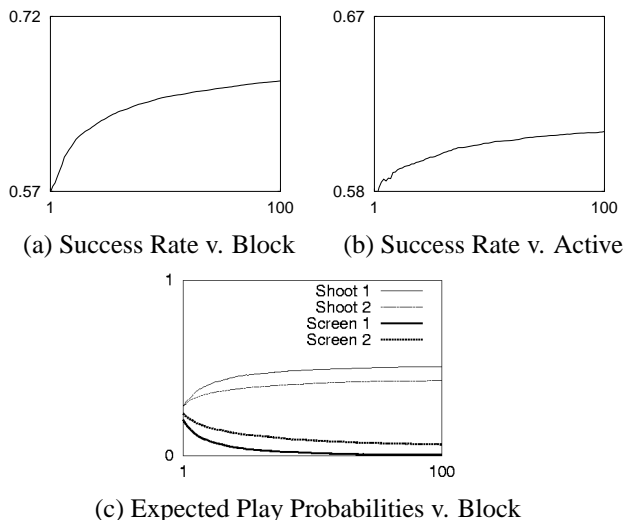 0.72
0.57
1
100
(a) Success Rate v. Block
0.67
0.58
1
100
(b) Success Rate v. Active
1
0
Shoot 1
Shoot 2
Screen 1
Screen 2
1
100
(c) Expected Play Probabilities v. Block